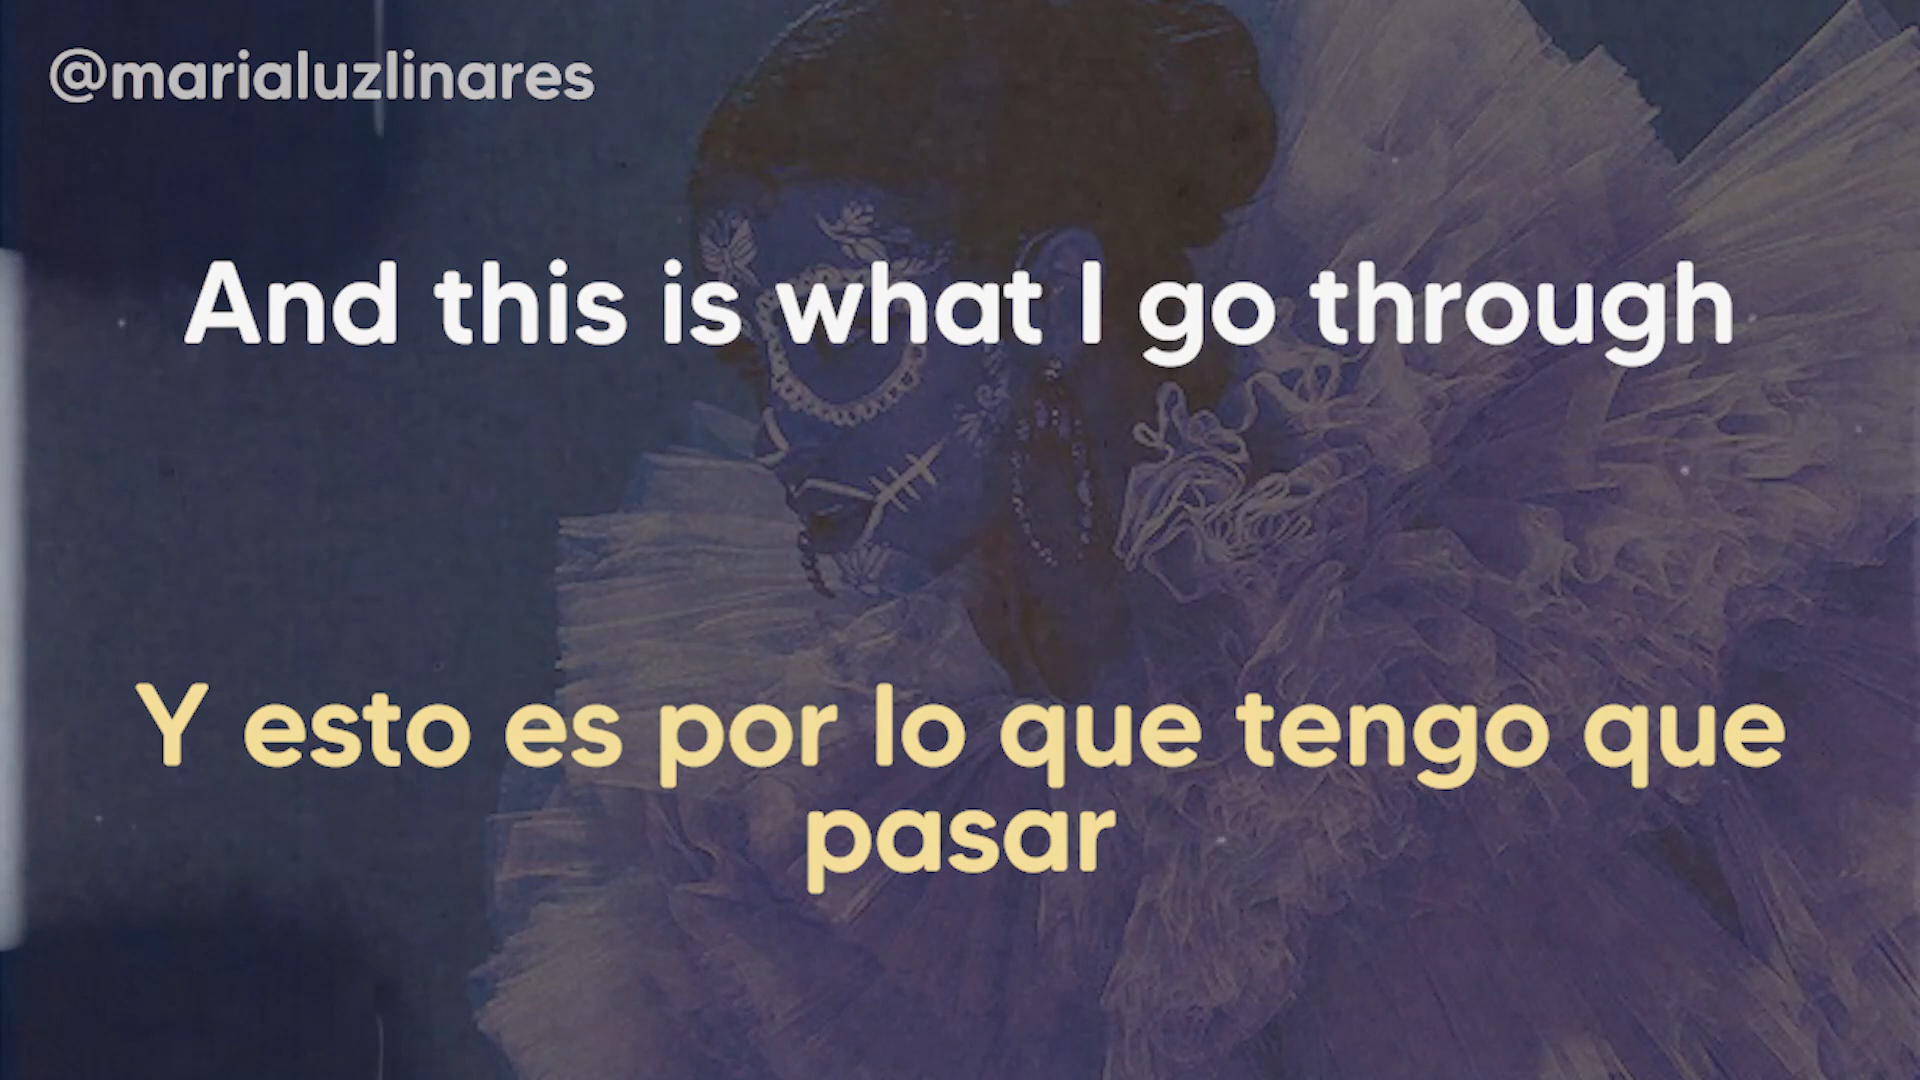 @marialuzlinares
And this is what I go through
Y esto es por lo que tengo que
pasar